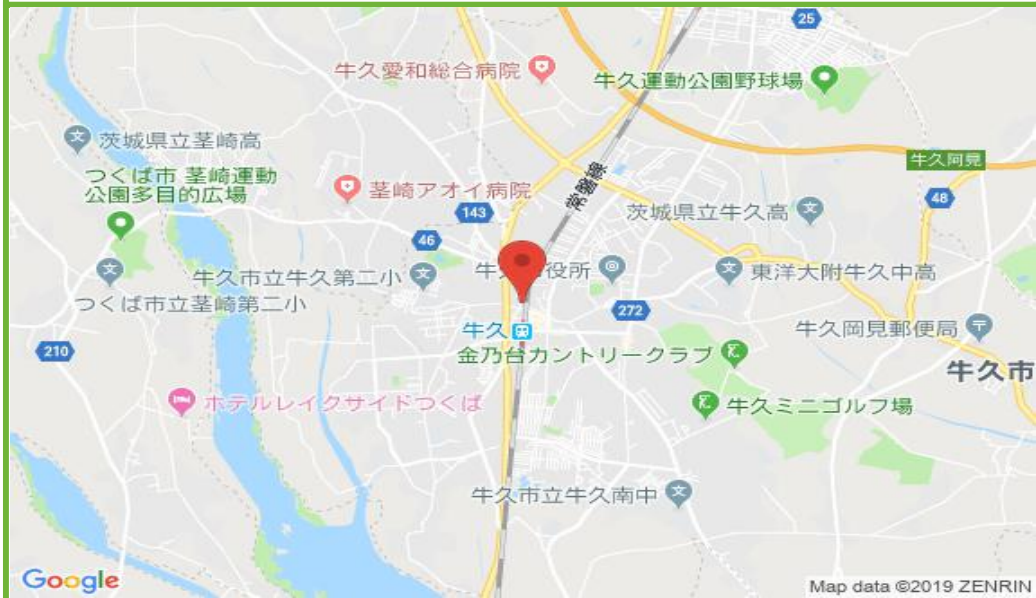 25
牛久愛和総合病院
牛久運動公園野球場
茨城県立茎崎高
牛久阿見
つくば市 茎崎運動
公園多目的広場
茎崎アオイ病院
常磐線
48
143
茨城県立牛久高
46
牛久市立牛久第二小
役所
東洋大附牛久中高
つくば市立茎崎第二小
272
牛久
牛久岡見郵便局
210
金乃台カントリークラブ
牛久市
ホテルレイクサイドつくば
牛久ミニゴルフ場
牛久市立牛久南中
Google
Map data ©2019 ZENRIN